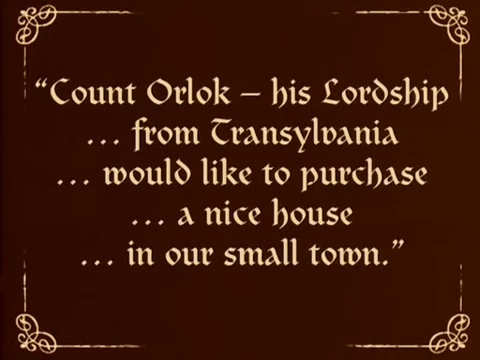 “Count Orlok – his Lordship
... from Transylvania
... would like to purchase
... a nice house
... in our small town.”